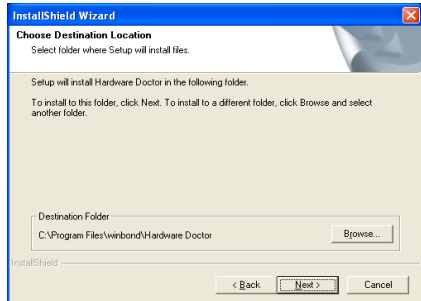 InstallShield Wizard
Choose Destination Location
Select folder where Setup will install files.
Setup will install Hardware Doctor in the following folder.
To install to this folder, click Next. To install to a different folder, click Browse and select
another folder.
Destination Folder
C:\Program Files\winbond\Hardware Doctor
Browse...
InstallShield
< Back
Next >
Cancel